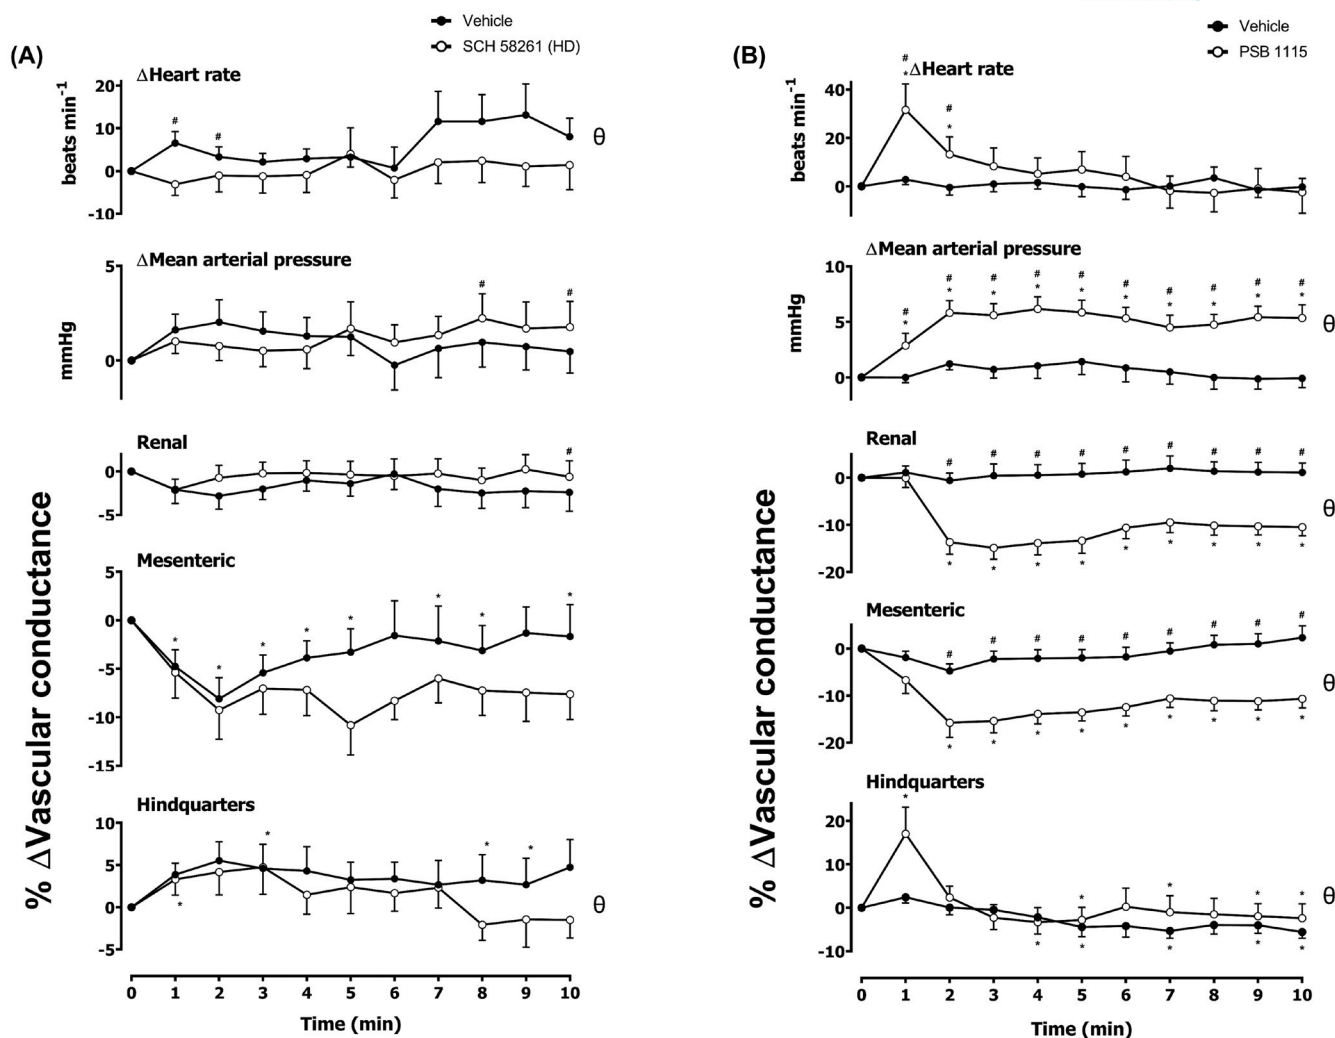 (A)
Vehicle
SCH 58261 (HD)
ΔHeart rate
beats min-1
20
10
0
-10
# #
θ
ΔMean arterial pressure
mmHg
5
0
# #
% ΔVascular conductance
Renal
0
-5
#
Mesenteric
5
0
-5
-10
-15
* * * * * * * *
Hindquarters
10
5
0
-5
* * * *
θ
0 1 2 3 4 5 6 7 8 9 10
Time (min)
(B)
Vehicle
PSB 1115
ΔHeart rate
beats min-1
40
20
0
# #
* *
ΔMean arterial pressure
mmHg
10
5
0
# # # # # # # # # #
* * * * * * * * * *
θ
% ΔVascular conductance
Renal
0
-10
-20
# # # # # # # # #
* * * * * * * * *
θ
Mesenteric
0
-10
-20
# # # # # # # # #
* * * * * * * * *
θ
Hindquarters
20
10
0
-10
* * * * *
* * * * *
θ
0 1 2 3 4 5 6 7 8 9 10
Time (min)